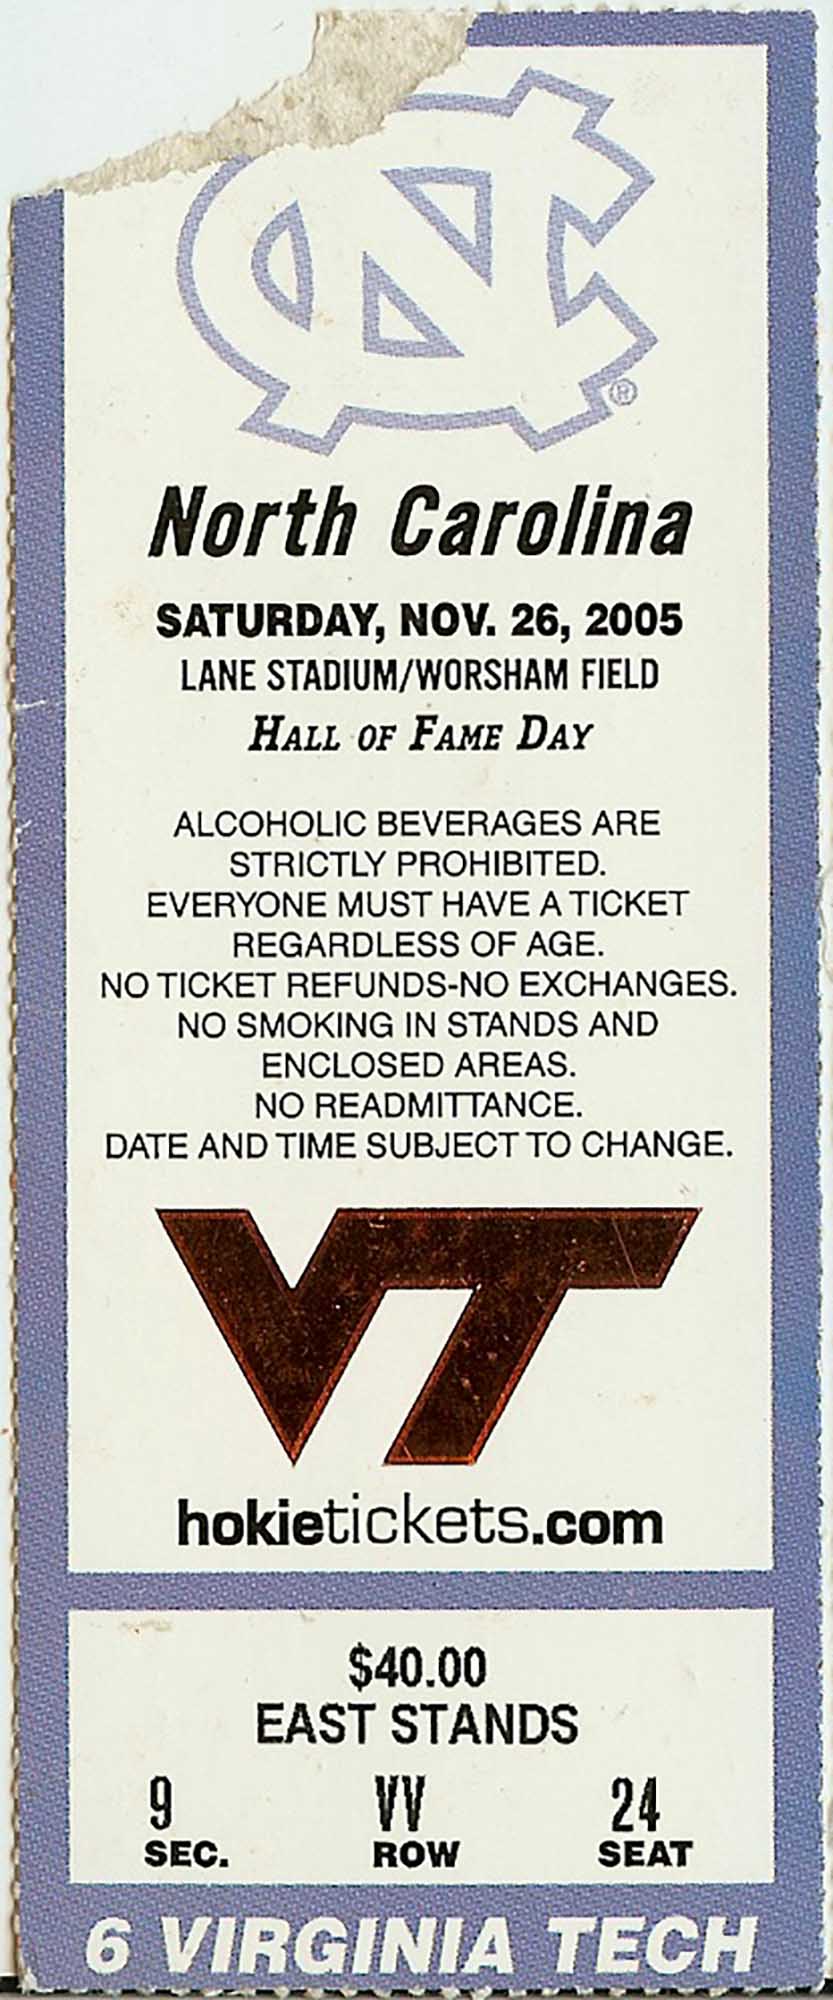 NC
®
North Carolina
SATURDAY, NOV. 26, 2005
LANE STADIUM/WORSHAM FIELD
HALL OF FAME DAY
ALCOHOLIC BEVERAGES ARE
STRICTLY PROHIBITED.
EVERYONE MUST HAVE A TICKET
REGARDLESS OF AGE.
NO TICKET REFUNDS-NO EXCHANGES.
NO SMOKING IN STANDS AND
ENCLOSED AREAS.
NO READMITTANCE.
DATE AND TIME SUBJECT TO CHANGE.
VT
hokietickets.com
$40.00
EAST STANDS
9 VV 24
SEC. ROW SEAT
6 VIRGINIA TECH